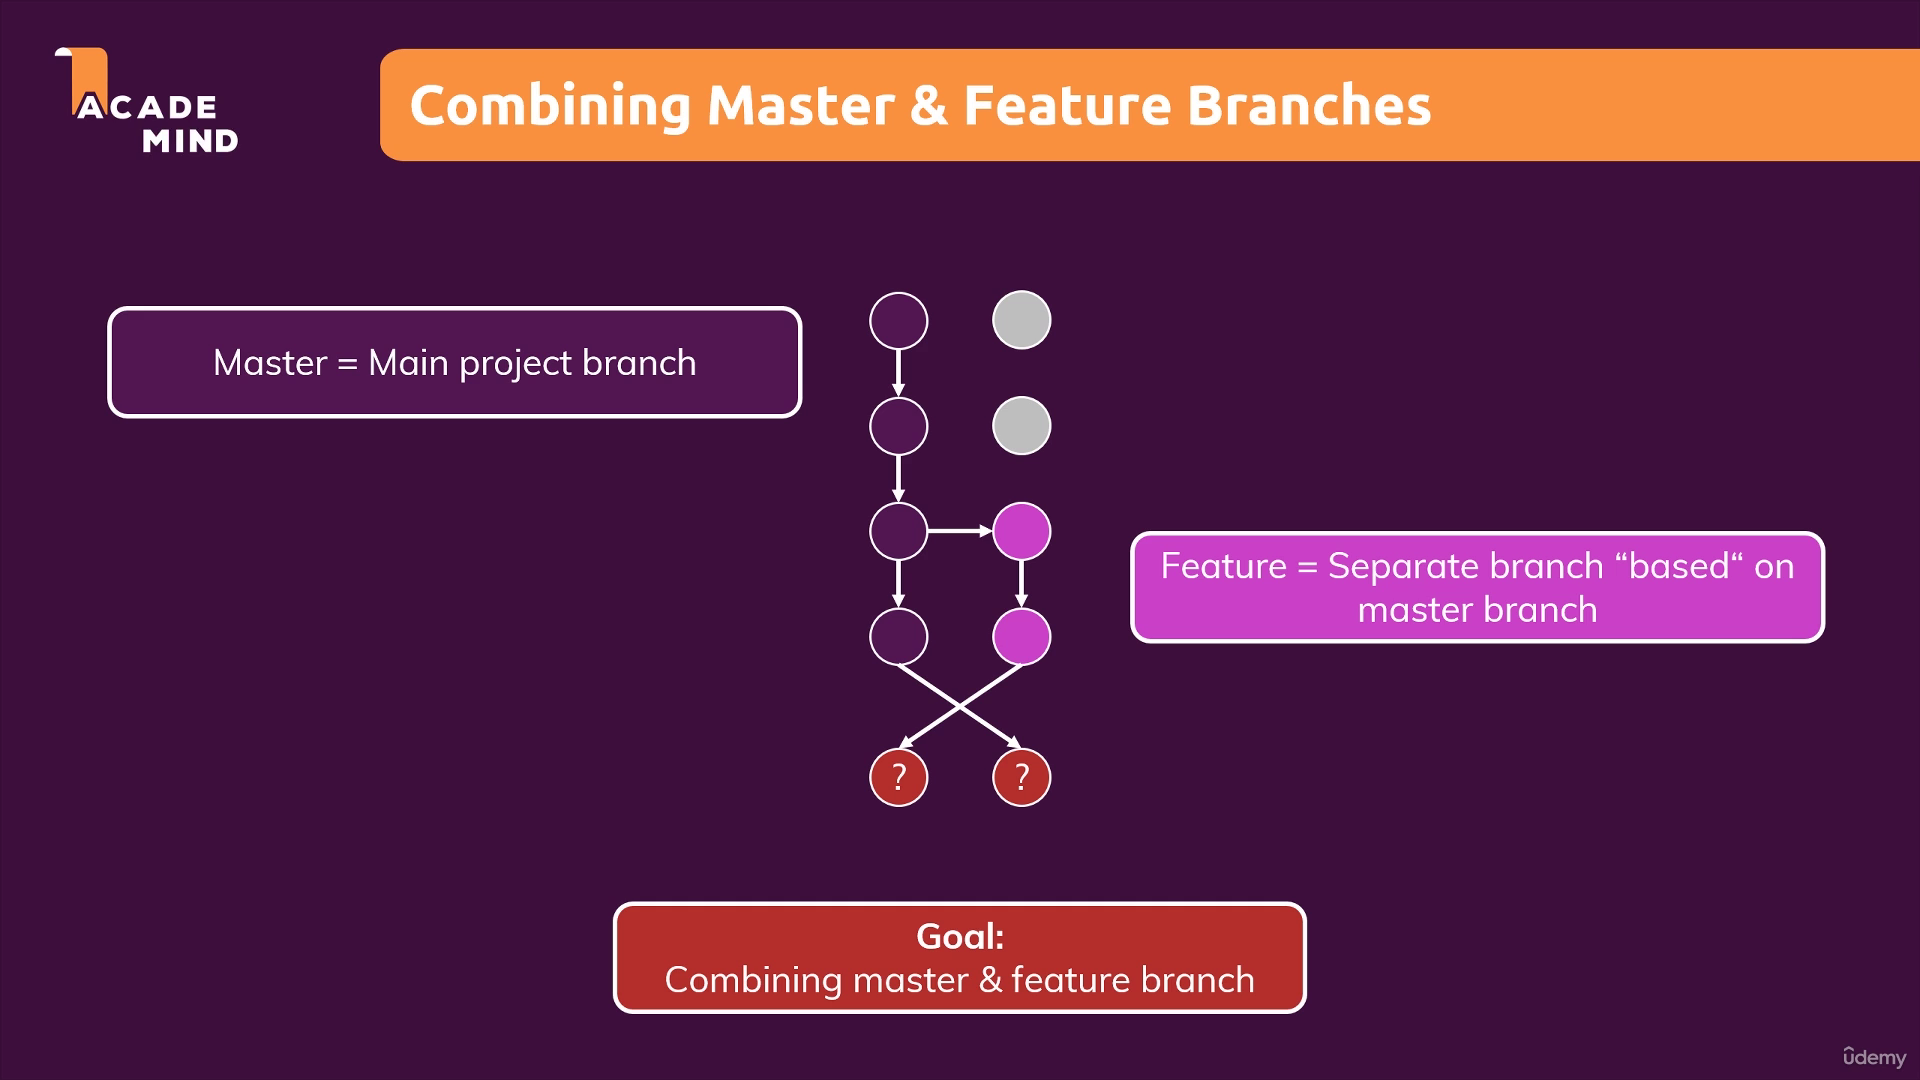 ACADE
MIND
Combining Master & Feature Branches
Master = Main project branch
Feature = Separate branch “based“ on
master branch
?
?
Goal:
Combining master & feature branch
ûdemy